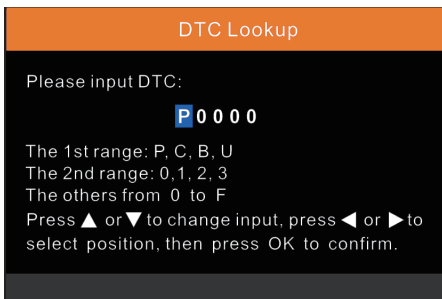 DTC Lookup
Please input DTC:
P0000
The 1st range: P, C, B, U
The 2nd range: 0,1, 2, 3
The others from 0 to F
Press ▲ or ▼ to change input, press ◀ or ▶ to
select position, then press OK to confirm.